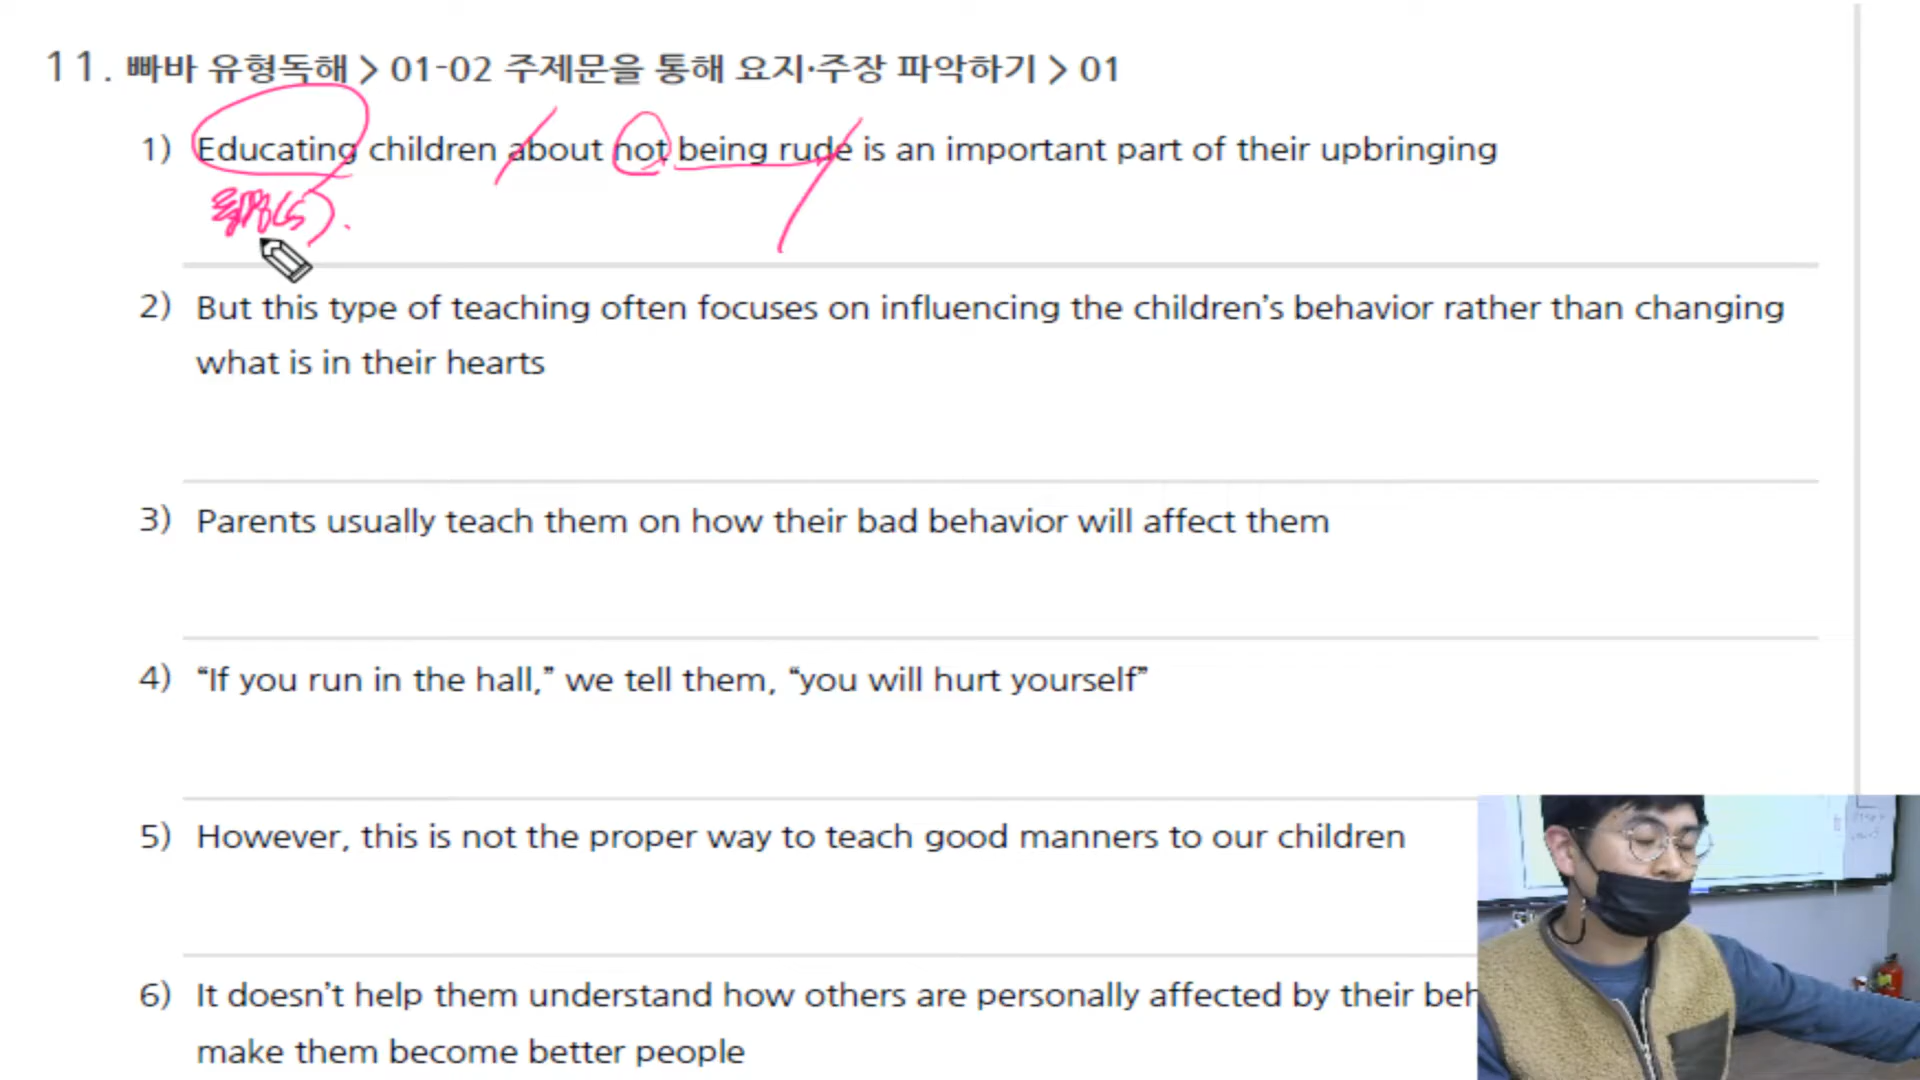 11. 빠바 유형독해 > 01-02 주제문을 통해 요지·주장 파악하기 > 01
1) Educating children about not being rude is an important part of their upbringing
동명(S).
2) But this type of teaching often focuses on influencing the children's behavior rather than changing
what is in their hearts
3) Parents usually teach them on how their bad behavior will affect them
4) “If you run in the hall,” we tell them, “you will hurt yourself”
5) However, this is not the proper way to teach good manners to our children
6) It doesn't help them understand how others are personally affected by their beh
make them become better people